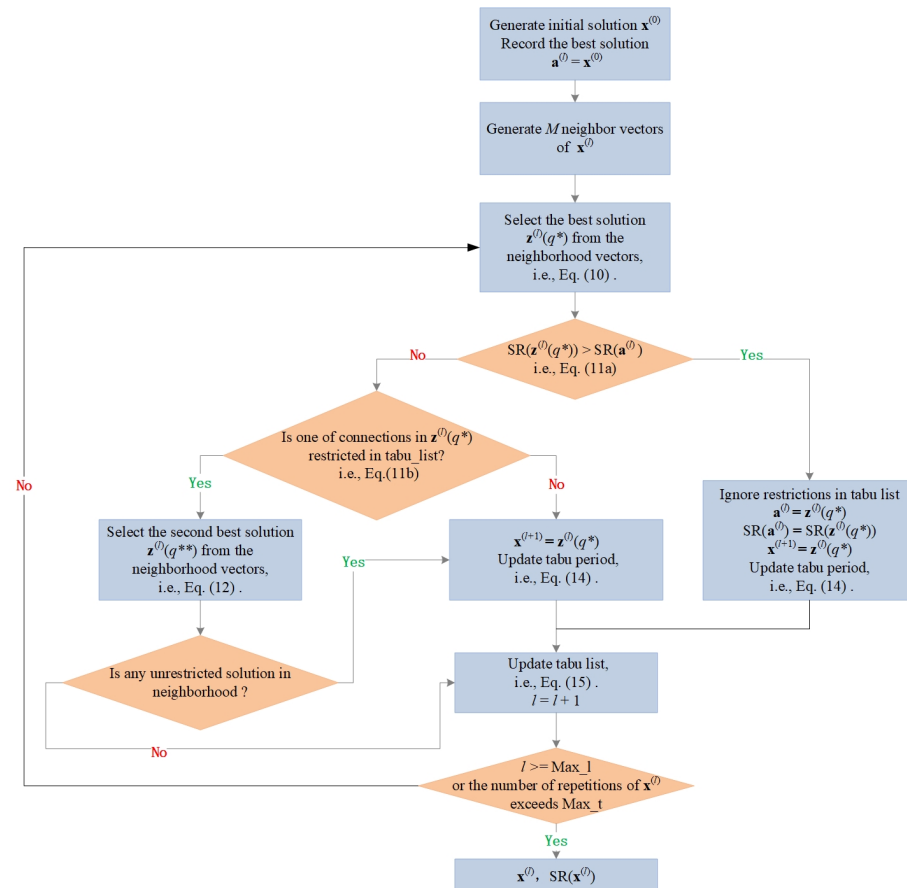 Generate initial solution x⁽⁰⁾
Record the best solution
a⁽ˡ⁾ = x⁽⁰⁾
Generate M neighbor vectors
of x⁽ˡ⁾
Select the best solution
z⁽ˡ⁾(q*) from the
neighborhood vectors,
i.e., Eq. (10) .
SR(z⁽ˡ⁾(q*)) > SR(a⁽ˡ⁾)
i.e., Eq. (11a)
No
Yes
Is one of connections in z⁽ˡ⁾(q*)
restricted in tabu_list?
i.e., Eq.(11b)
Yes
No
No
Select the second best solution
z⁽ˡ⁾(q**) from the
neighborhood vectors,
i.e., Eq. (12) .
Yes
x⁽ˡ⁺¹⁾ = z⁽ˡ⁾(q*)
Update tabu period,
i.e., Eq. (14) .
Ignore restrictions in tabu list
a⁽ˡ⁾ = z⁽ˡ⁾(q*)
SR(a⁽ˡ⁾) = SR(z⁽ˡ⁾(q*))
x⁽ˡ⁺¹⁾ = z⁽ˡ⁾(q*)
Update tabu period,
i.e., Eq. (14) .
Is any unrestricted solution in
neighborhood ?
No
Update tabu list,
i.e., Eq. (15) .
l = l + 1
l >= Max_l
or the number of repetitions of x⁽ˡ⁾
exceeds Max_t
Yes
x⁽ˡ⁾, SR(x⁽ˡ⁾)